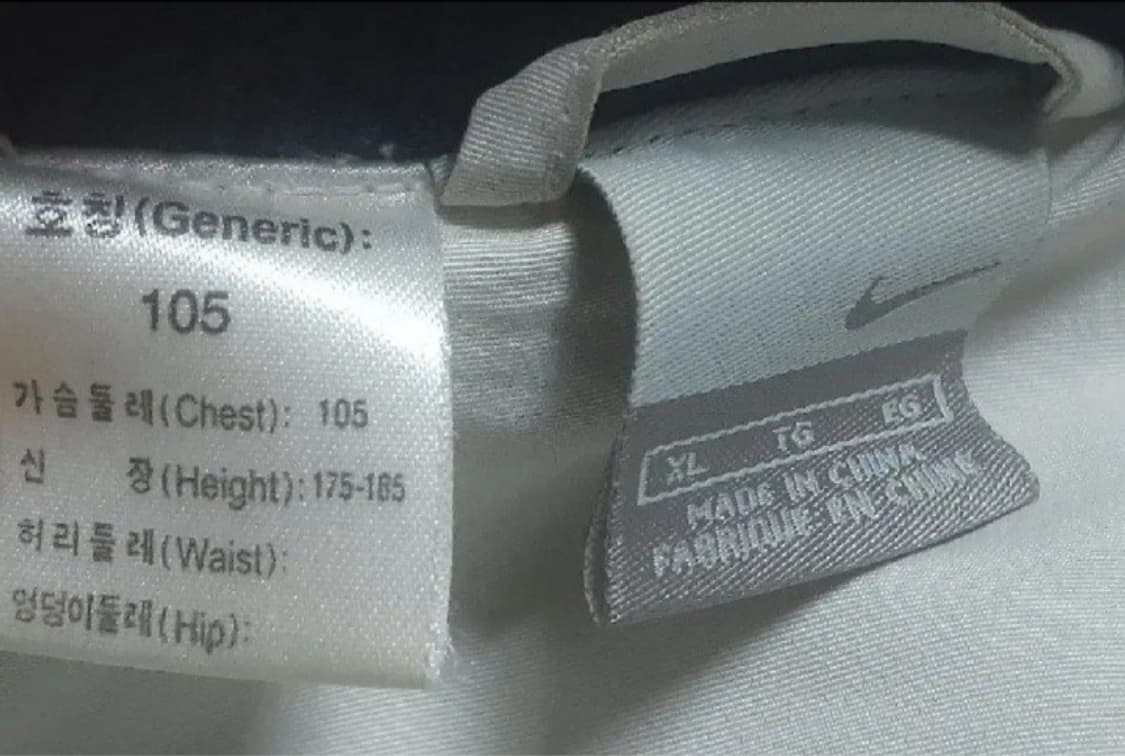 호칭(Generic):
105
가슴둘레(Chest): 105
신 장(Height):175-185
허리둘레(Waist):
엉덩이둘레(Hip):
XL TG EG
MADE IN CHINA
FABRIQUE EN CHINE